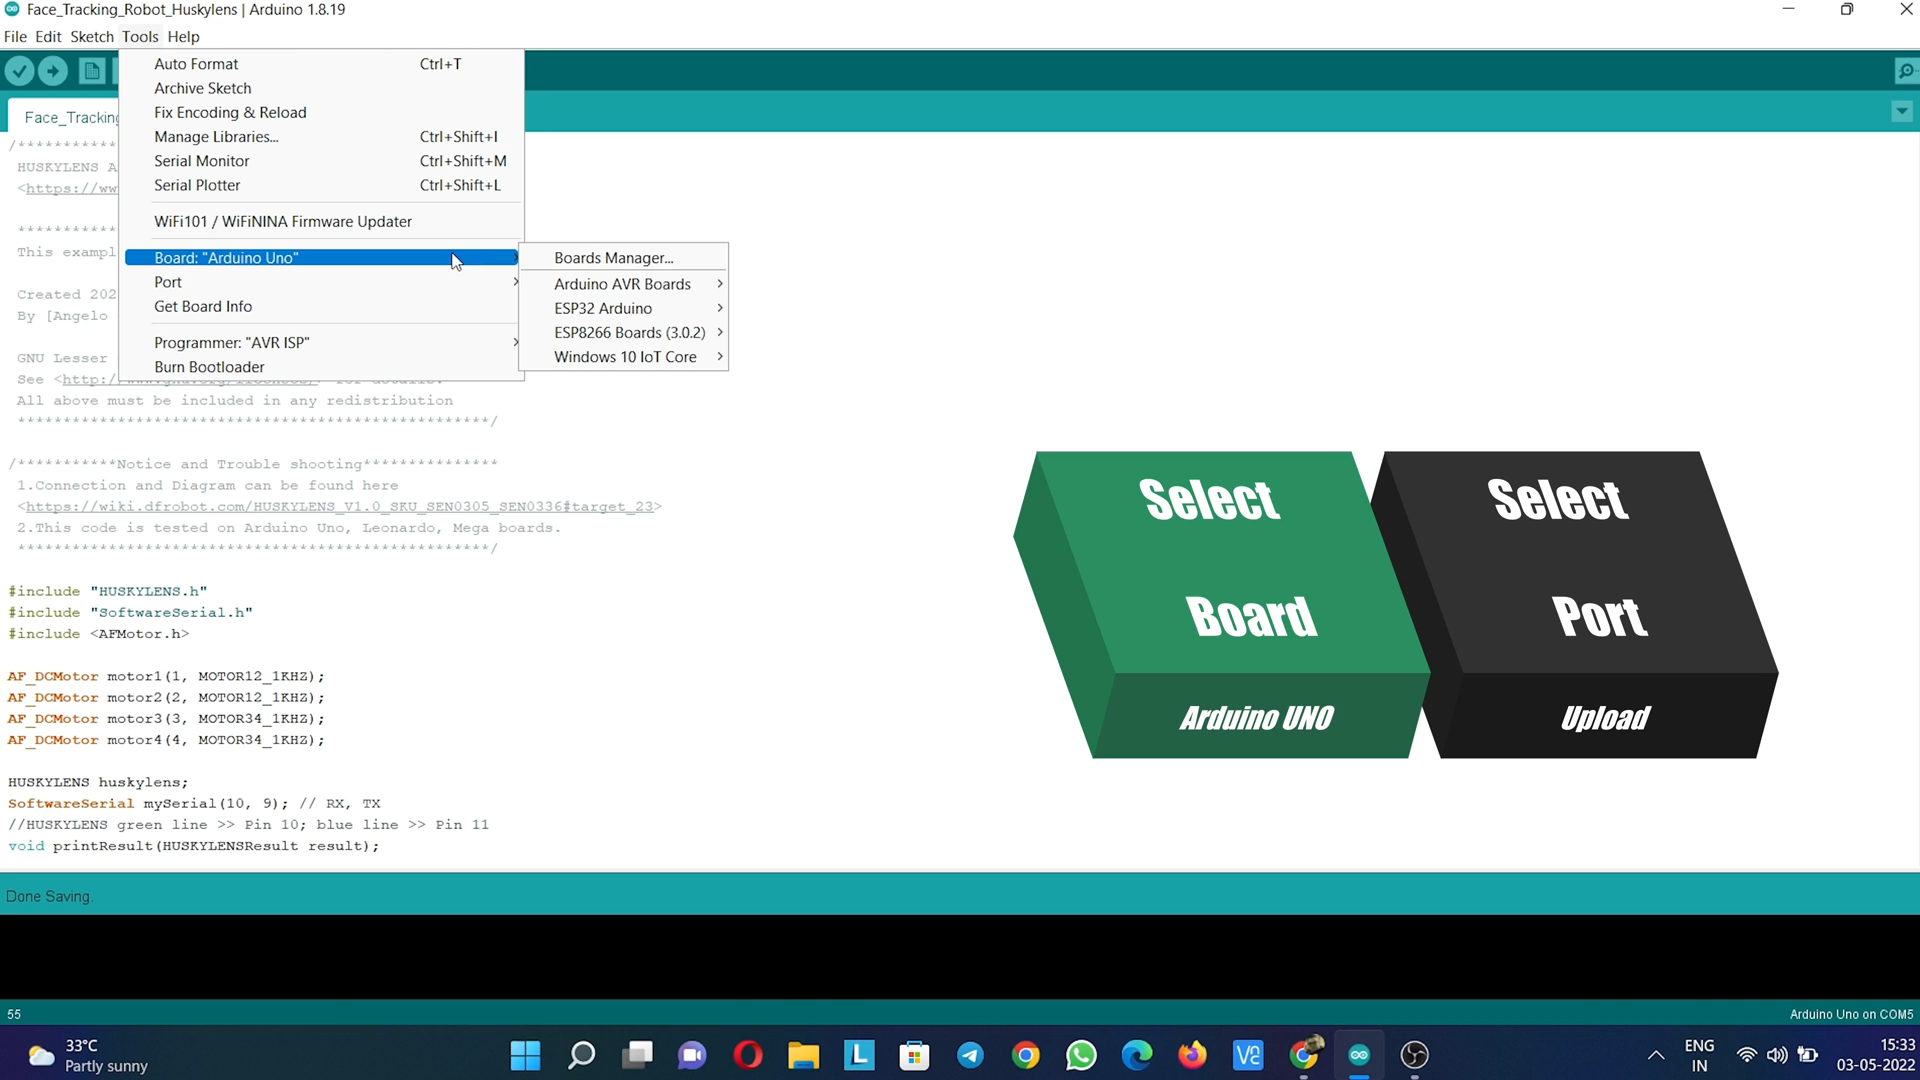 Face_Tracking_Robot_Huskylens | Arduino 1.8.19
File Edit Sketch Tools Help
Auto Format Ctrl+T
Archive Sketch
Fix Encoding & Reload
Manage Libraries... Ctrl+Shift+I
Serial Monitor Ctrl+Shift+M
Serial Plotter Ctrl+Shift+L
WiFi101 / WiFiNINA Firmware Updater
Board: "Arduino Uno"
Port
Get Board Info
Programmer: "AVR ISP"
Burn Bootloader
Boards Manager...
Arduino AVR Boards
ESP32 Arduino
ESP8266 Boards (3.0.2)
Windows 10 IoT Core
Face_Tracking
/***********
HUSKYLENS A
<https://ww
***********
This exampl
Created 202
By [Angelo
GNU Lesser
See <http:/
All above must be included in any redistribution
****************************************************/
/***********Notice and Trouble shooting***************
1.Connection and Diagram can be found here
<https://wiki.dfrobot.com/HUSKYLENS_V1.0_SKU_SEN0305_SEN0336#target_23>
2.This code is tested on Arduino Uno, Leonardo, Mega boards.
****************************************************/
#include "HUSKYLENS.h"
#include "SoftwareSerial.h"
#include <AFMotor.h>
AF_DCMotor motor1(1, MOTOR12_1KHZ);
AF_DCMotor motor2(2, MOTOR12_1KHZ);
AF_DCMotor motor3(3, MOTOR34_1KHZ);
AF_DCMotor motor4(4, MOTOR34_1KHZ);
HUSKYLENS huskylens;
SoftwareSerial mySerial(10, 9); // RX, TX
//HUSKYLENS green line >> Pin 10; blue line >> Pin 11
void printResult(HUSKYLENSResult result);
Select
Board
Arduino UNO
Select
Port
Upload
Done Saving.
55
Arduino Uno on COM5
33°C
Partly sunny
ENG
IN
15:33
03-05-2022